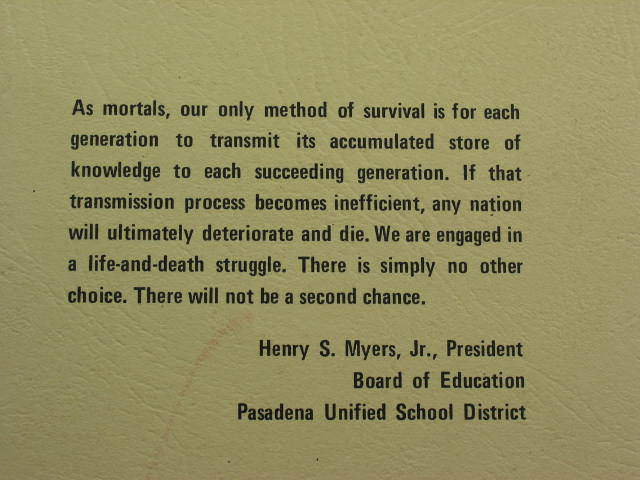 As mortals, our only method of survival is for each
generation to transmit its accumulated store of
knowledge to each succeeding generation. If that
transmission process becomes inefficient, any nation
will ultimately deteriorate and die. We are engaged in
a life-and-death struggle. There is simply no other
choice. There will not be a second chance.
Henry S. Myers, Jr., President
Board of Education
Pasadena Unified School District